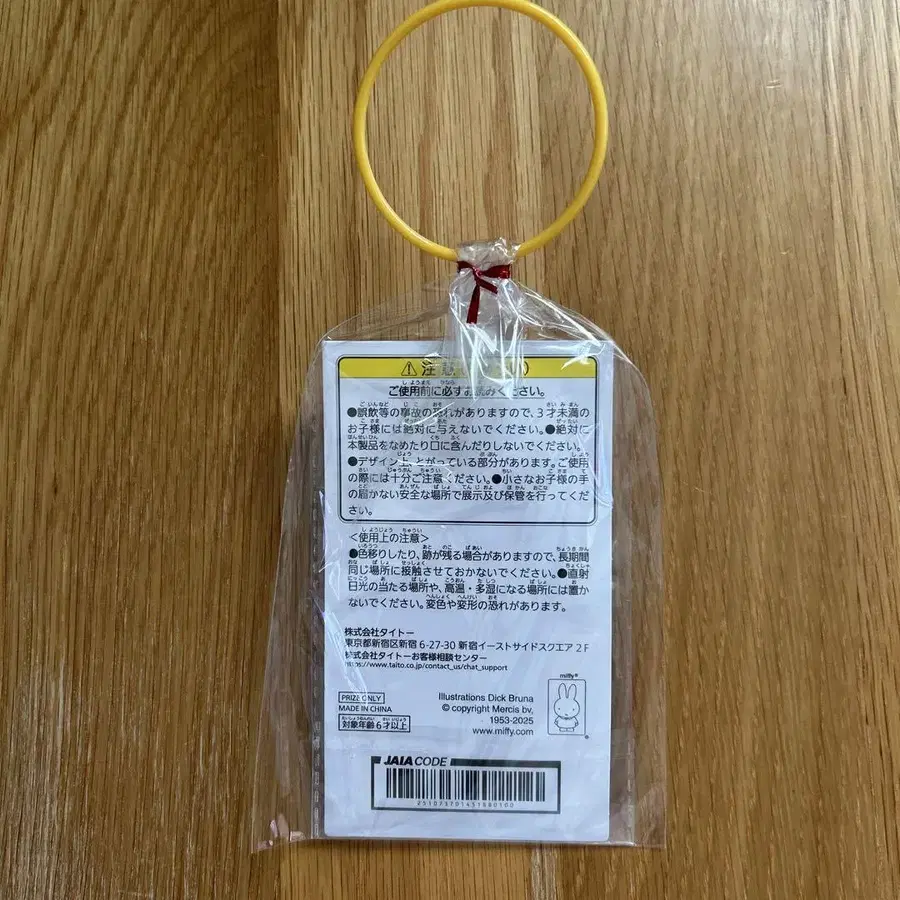 ⚠注意
ご使用前に必ずお読みください。
●誤飲等の事故の恐れがありますので、3才未満の
お子様には絶対に与えないでください。●絶対に
本製品をなめたり口に含んだりしないでください。
●デザイン上、とがっている部分があります。ご使用
の際には十分ご注意ください。●小さなお子様の手
の届かない安全な場所で展示及び保管を行ってくだ
さい。
<使用上の注意>
●色移りしたり、跡が残る場合がありますので、長期間
同じ場所に接触させておかないでください。●直射
日光の当たる場所や、高温・多湿になる場所には置か
ないでください。変色や変形の恐れがあります。
株式会社タイトー
東京都新宿区新宿 6-27-30 新宿イーストサイドスクエア 2F
株式会社タイトーお客様相談センター
https://www.taito.co.jp/contact_us/chat_support
PRIZE ONLY
MADE IN CHINA
対象年齢6才以上
Illustrations Dick Bruna
© copyright Mercis bv,
1953-2025
www.miffy.com
miffy®
JAIA CODE